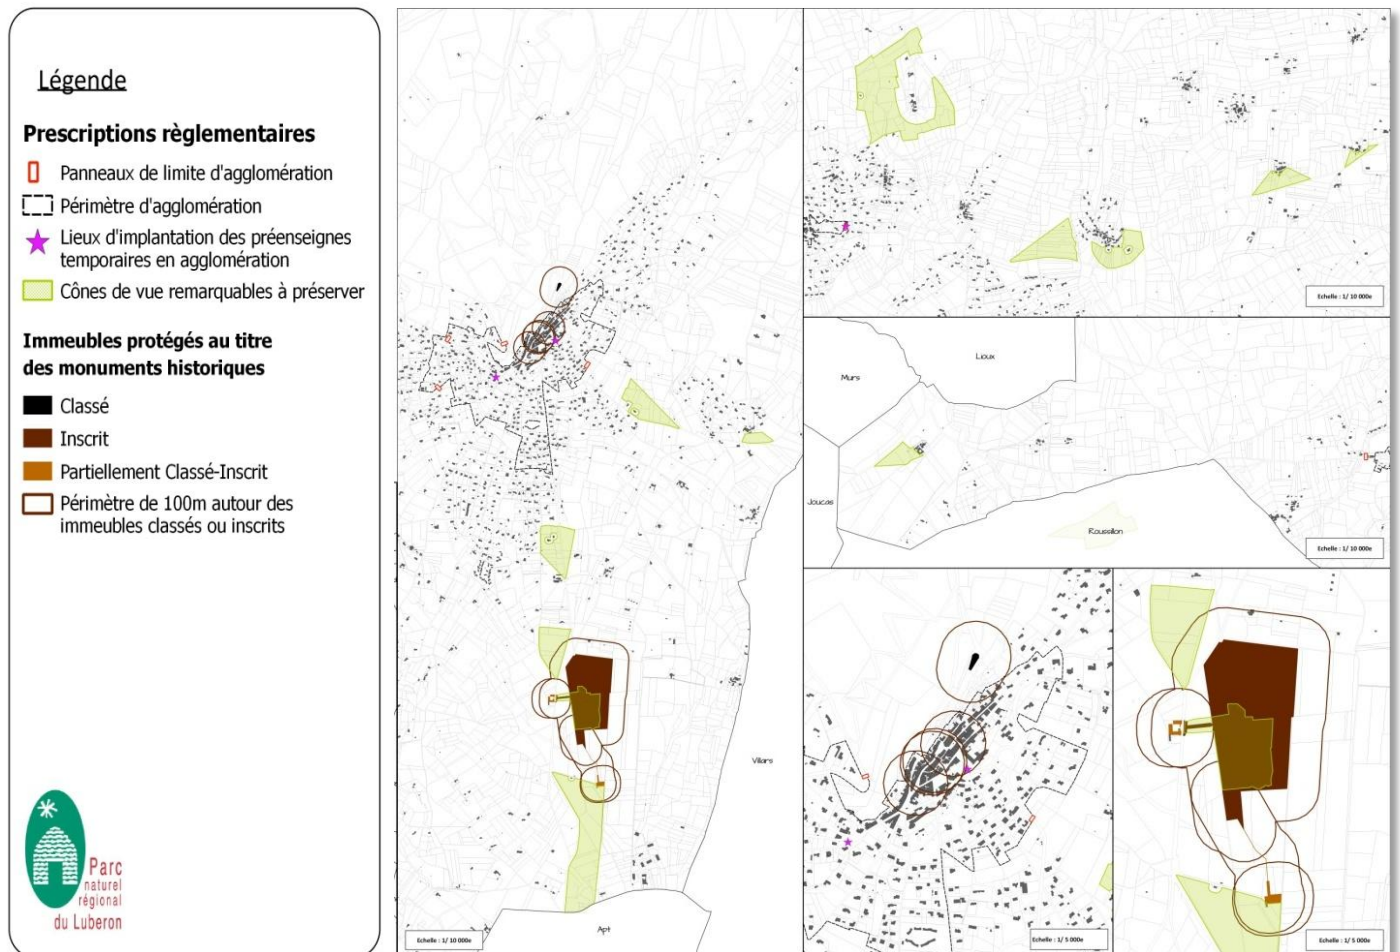 Légende
Prescriptions règlementaires
Panneaux de limite d'agglomération
Périmètre d'agglomération
Lieux d'implantation des préenseignes
temporaires en agglomération
Cônes de vue remarquables à préserver
Immeubles protégés au titre
des monuments historiques
Classé
Inscrit
Partiellement Classé-Inscrit
Périmètre de 100m autour des
immeubles classés ou inscrits
Parc
naturel
régional
du Luberon
Villars
Apt
Echelle : 1/ 10 000e
Echelle : 1/ 10 000e
Lioux
Murs
Joucas
Roussillon
Echelle : 1/ 10 000e
Echelle : 1/ 5 000e
Echelle : 1/ 5 000e